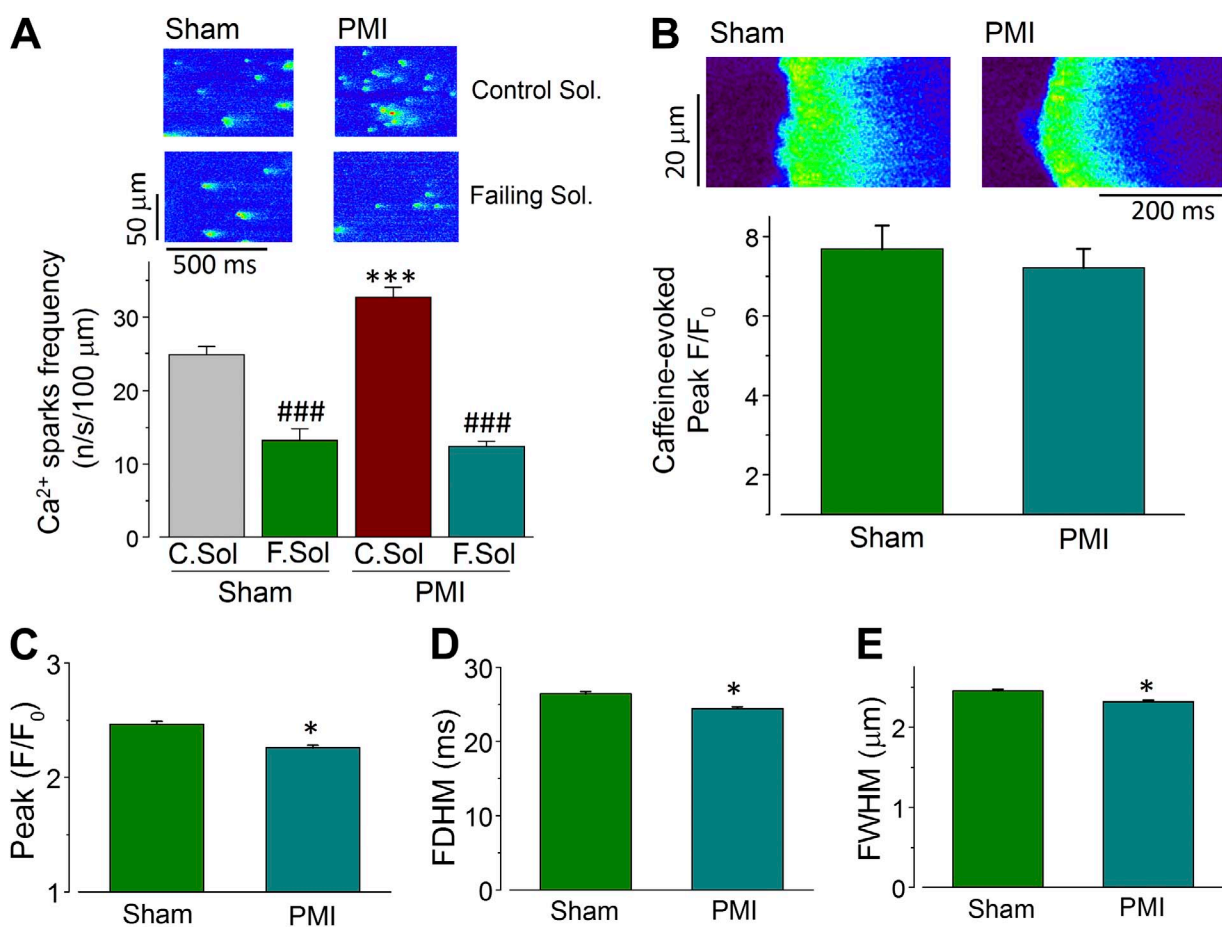 A
Sham
PMI
Control Sol.
Failing Sol.
50 μm
500 ms
Ca2+ sparks frequency
(n/s/100 μm)
30
20
10
0
***
###
###
C.Sol
F.Sol
C.Sol
F.Sol
Sham
PMI
B
Sham
PMI
20 μm
200 ms
Caffeine-evoked
Peak F/F0
8
6
4
2
Sham
PMI
C
Peak (F/F0)
3
2
1
*
Sham
PMI
D
FDHM (ms)
30
20
10
0
*
Sham
PMI
E
FWHM (μm)
2
1
0
*
Sham
PMI